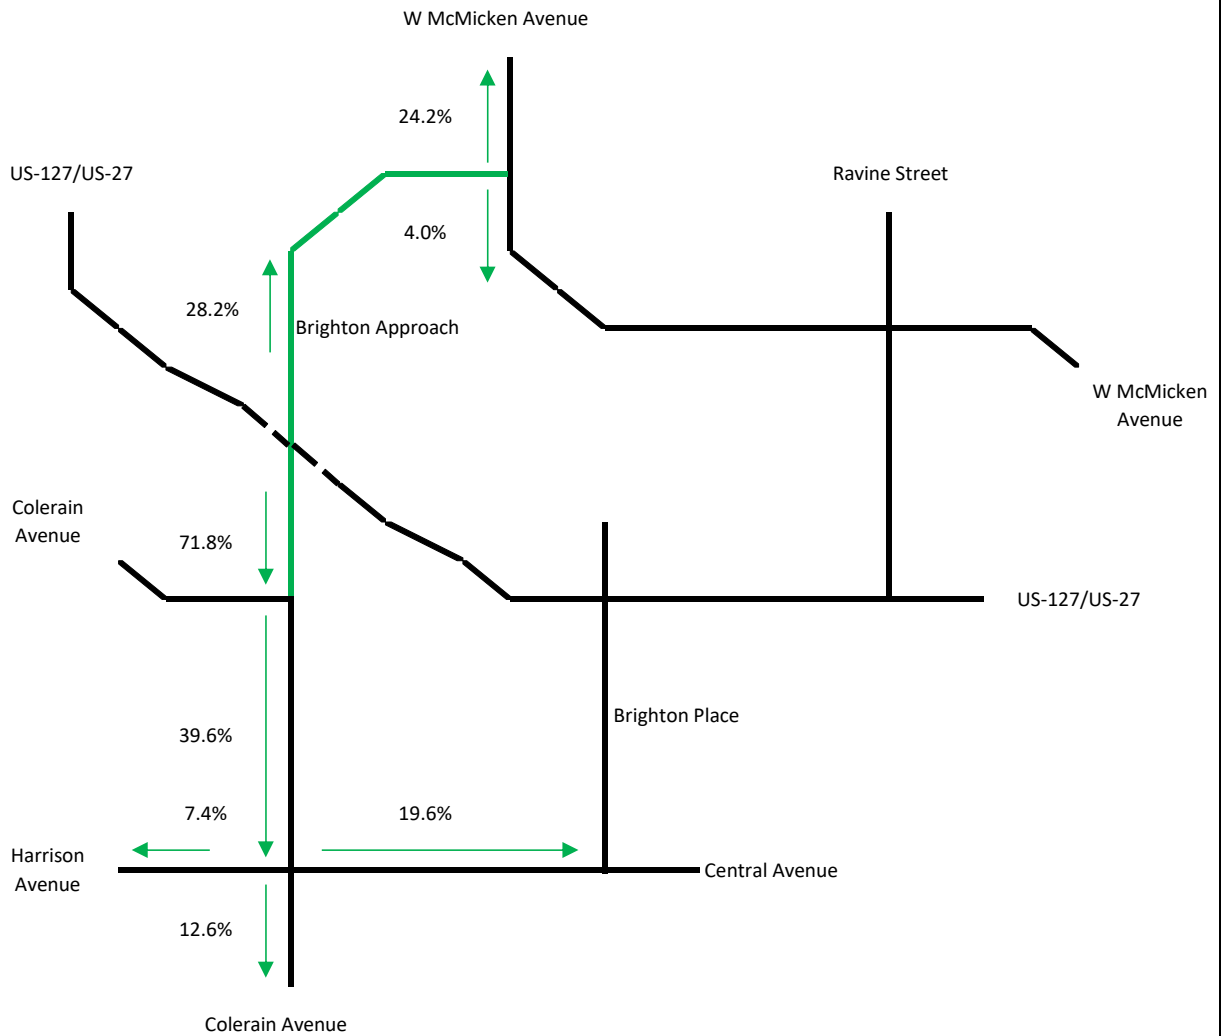 W McMicken Avenue
24.2%
US-127/US-27
Ravine Street
4.0%
28.2%
Brighton Approach
W McMicken
Avenue
Colerain
Avenue
71.8%
US-127/US-27
Brighton Place
39.6%
7.4%
19.6%
Harrison
Avenue
Central Avenue
12.6%
Colerain Avenue